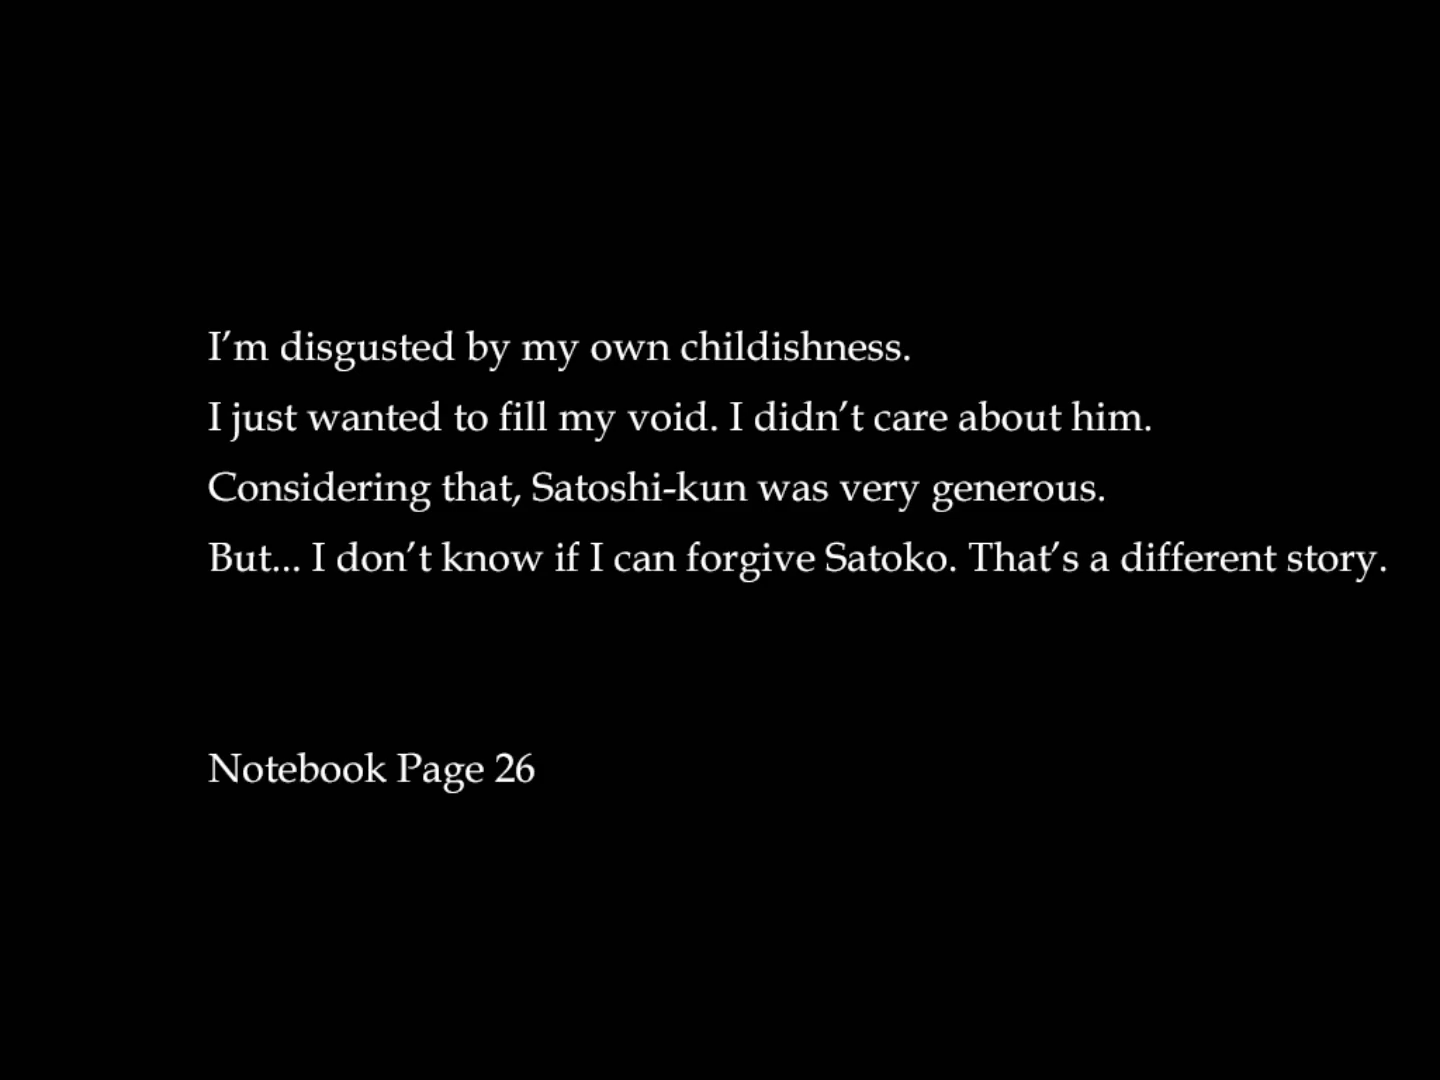 I’m disgusted by my own childishness.
I just wanted to fill my void. I didn’t care about him.
Considering that, Satoshi-kun was very generous.
But... I don’t know if I can forgive Satoko. That’s a different story.
Notebook Page 26